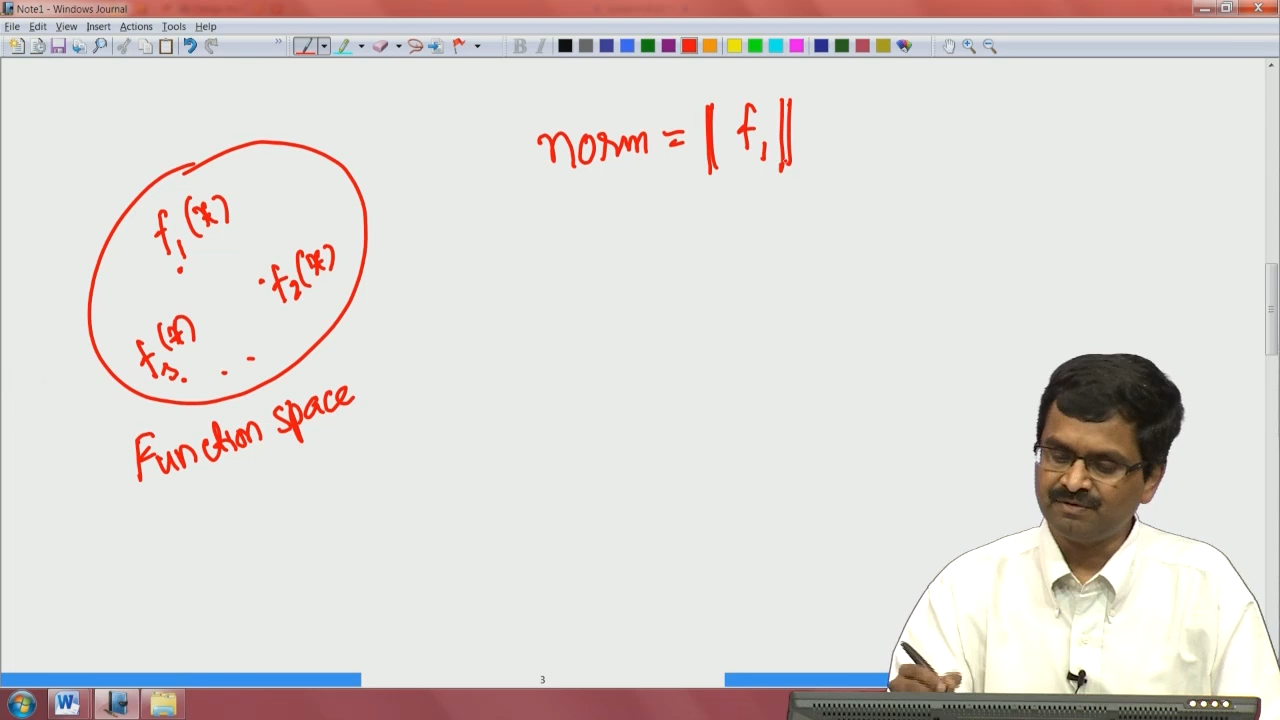 Note1 - Windows Journal
File Edit View Insert Actions Tools Help
norm = || f₁ ||
f₁(x)
f₂(x)
f₃(x)
Function space
3